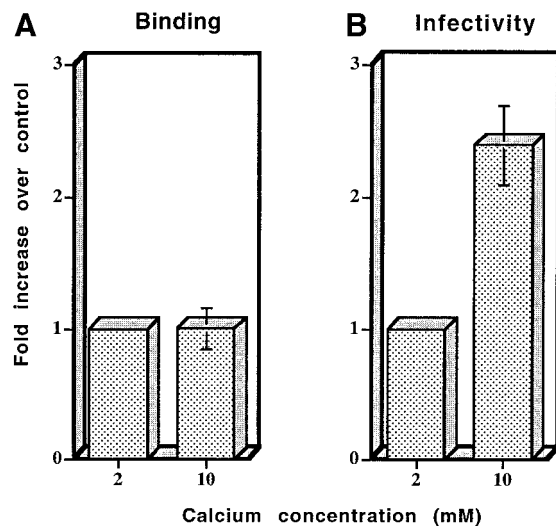 A Binding
B Infectivity
Fold increase over control
3
2
1
0
2 10
3
2
1
0
2 10
Calcium concentration (mM)